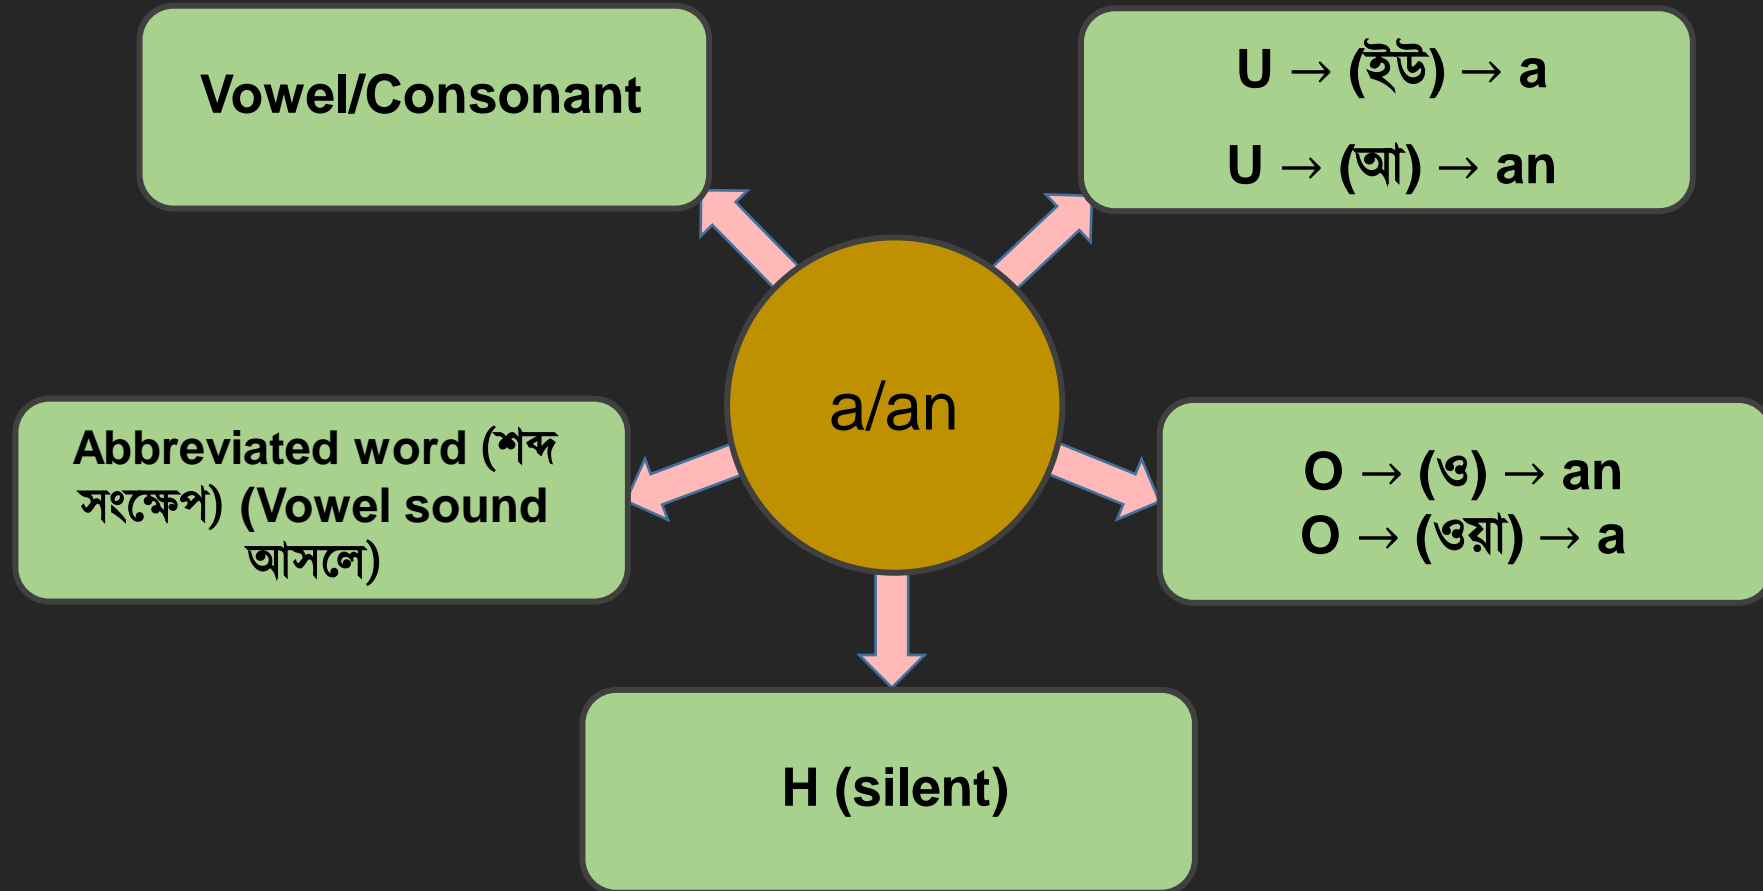 Vowel/Consonant
U → (ইউ) → a
U → (আ) → an
a/an
Abbreviated word (শব্দ
সংক্ষেপ) (Vowel sound
আসলে)
O → (ও) → an
O → (ওয়া) → a
H (silent)